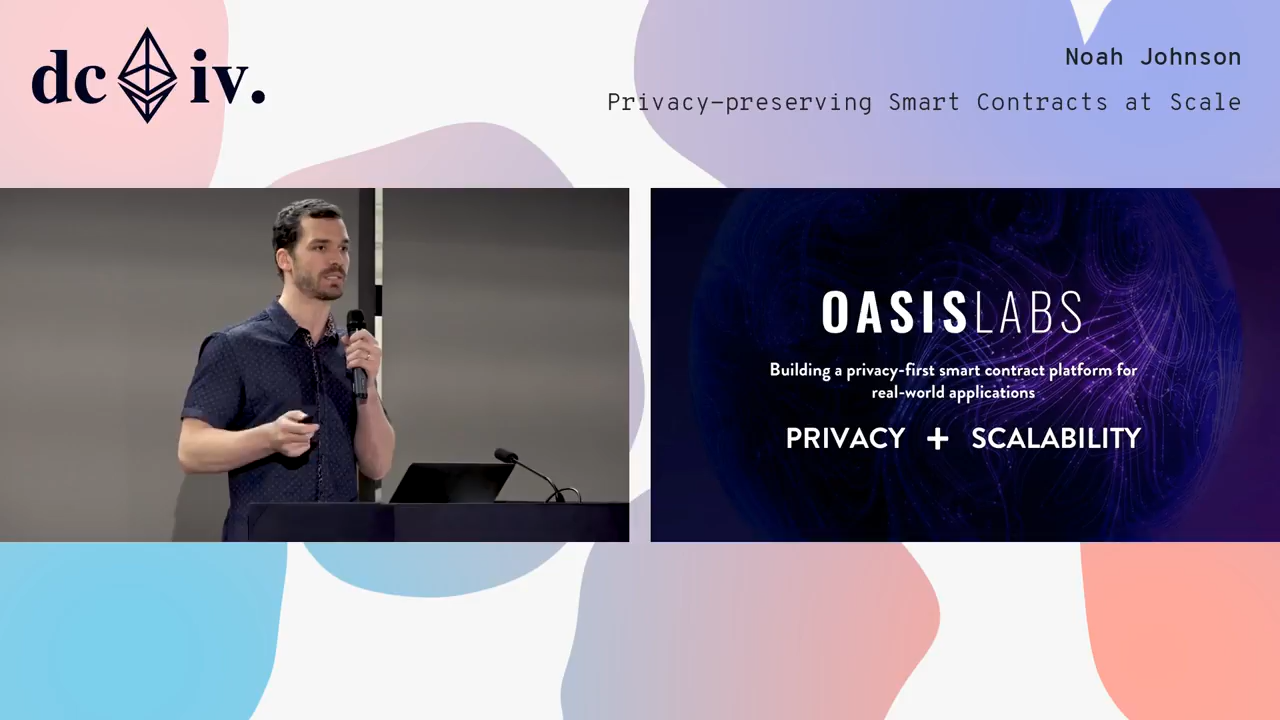 dc iv.
Noah Johnson
Privacy-preserving Smart Contracts at Scale
OASISLABS
Building a privacy-first smart contract platform for
real-world applications
PRIVACY + SCALABILITY